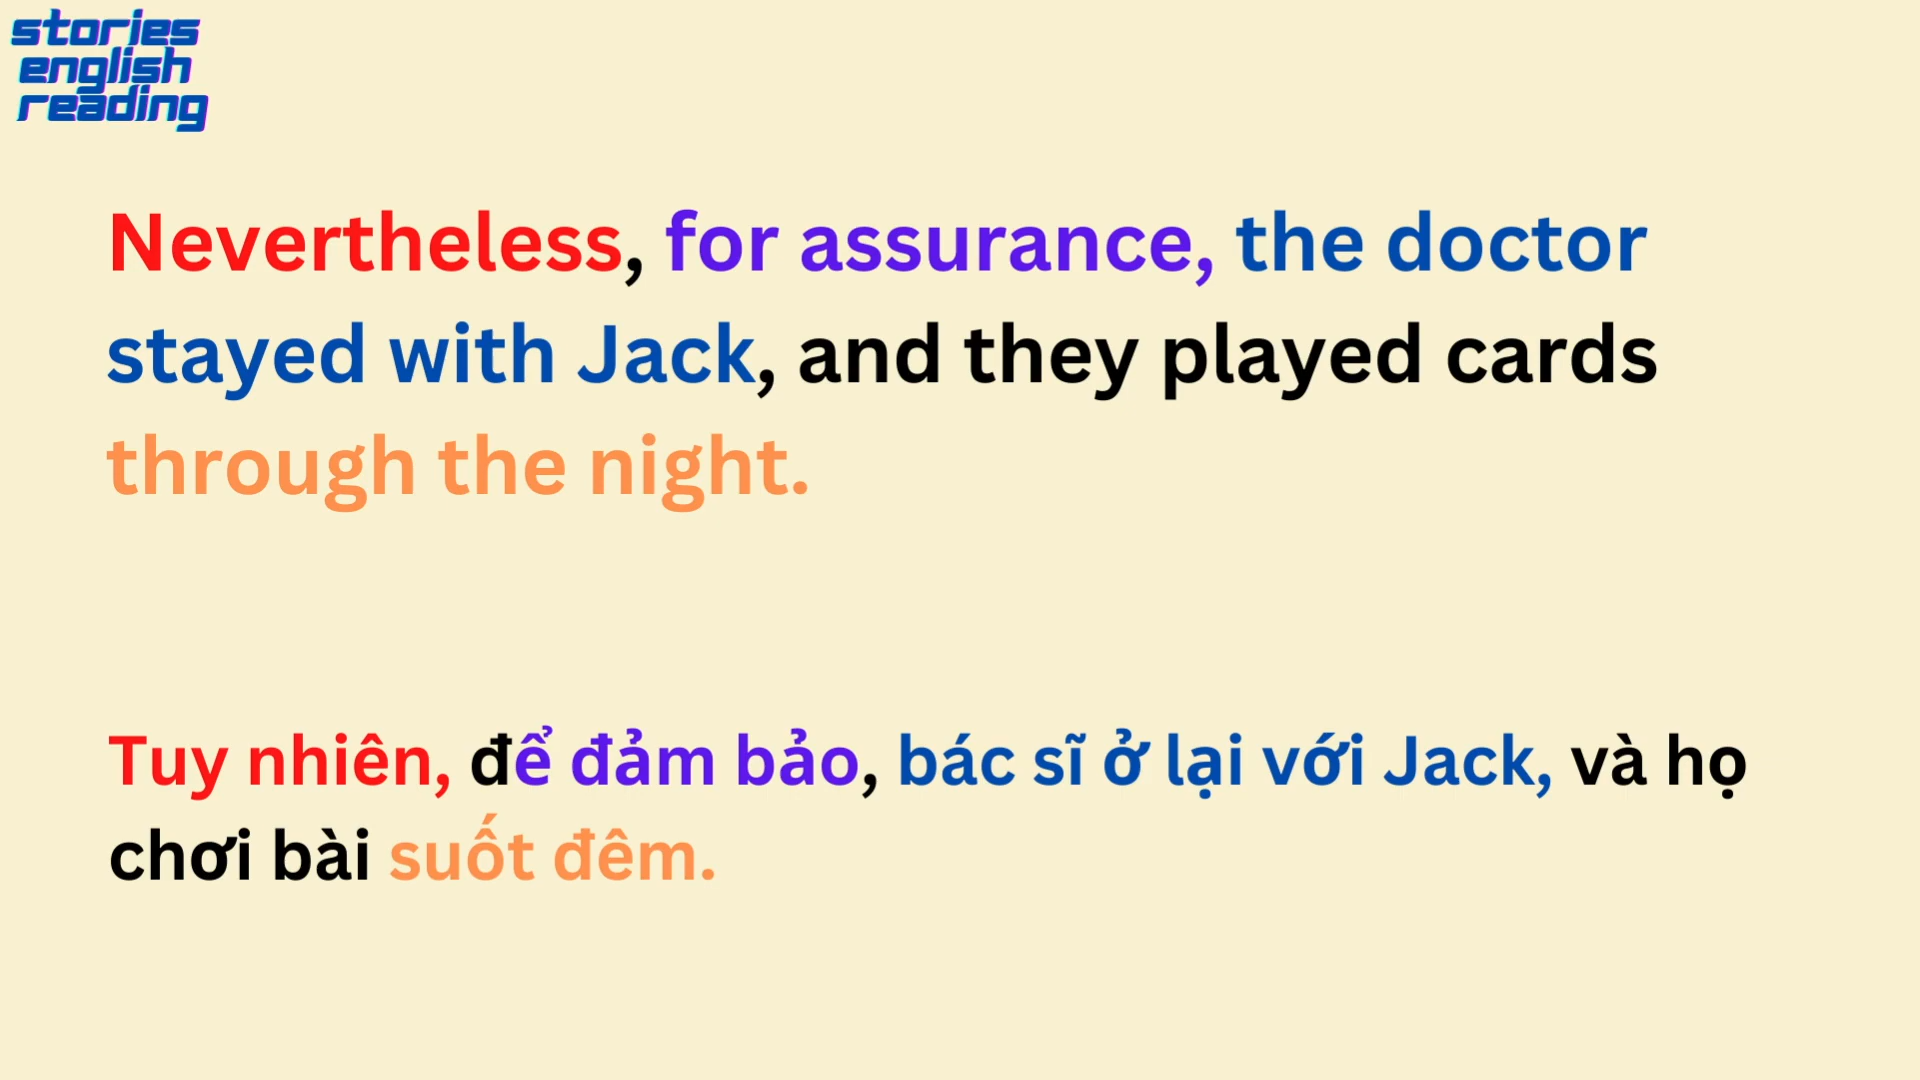 stories
english
reading
Nevertheless, for assurance, the doctor
stayed with Jack, and they played cards
through the night.
Tuy nhiên, để đảm bảo, bác sĩ ở lại với Jack, và họ
chơi bài suốt đêm.